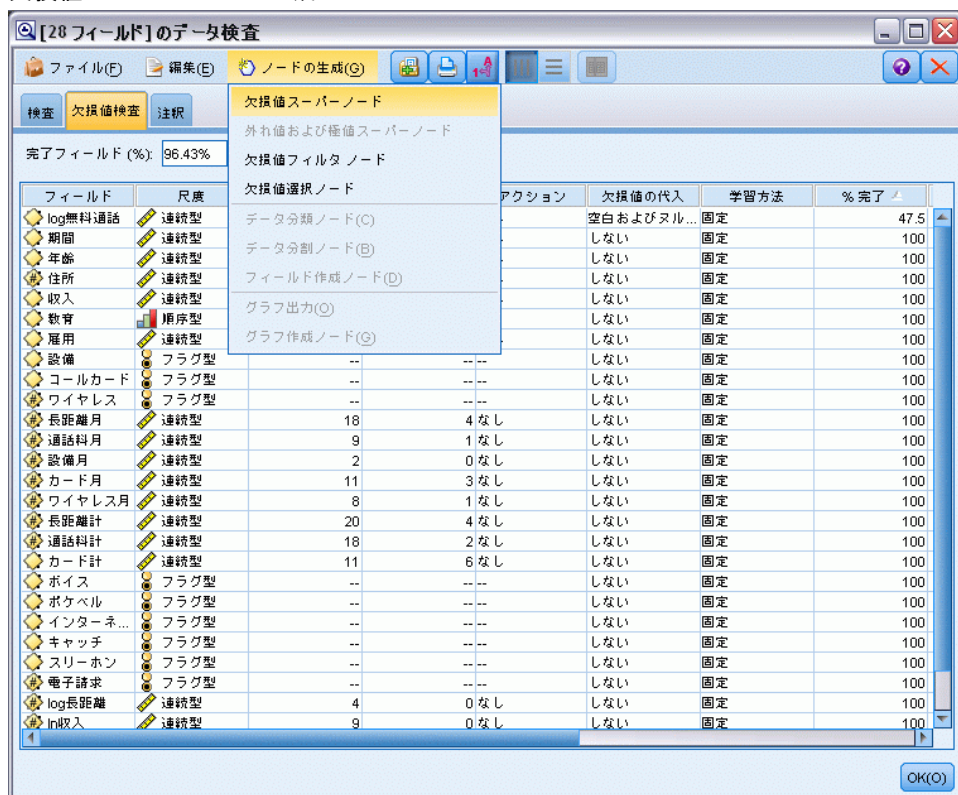 [28 フィールド] のデータ検査
ファイル(F) 編集(E) ノードの生成(G)
検査 欠損値検査 注釈
欠損値スーパーノード
外れ値および極値スーパーノード
欠損値フィルタ ノード
欠損値選択ノード
データ分類ノード(C)
データ分割ノード(B)
フィールド作成ノード(D)
グラフ出力(O)
グラフ作成ノード(G)
完了フィールド (%): 96.43%
フィールド 尺度 アクション 欠損値の代入 学習方法 % 完了
log無料通話 連続型 空白およびヌル... 固定 47.5
期間 連続型 しない 固定 100
年齢 連続型 しない 固定 100
住所 連続型 しない 固定 100
収入 連続型 しない 固定 100
教育 順序型 しない 固定 100
雇用 連続型 しない 固定 100
設備 フラグ型 -- -- -- しない 固定 100
コールカード フラグ型 -- -- -- しない 固定 100
ワイヤレス フラグ型 -- -- -- しない 固定 100
長距離月 連続型 18 4 なし しない 固定 100
通話料月 連続型 9 1 なし しない 固定 100
設備月 連続型 2 0 なし しない 固定 100
カード月 連続型 11 3 なし しない 固定 100
ワイヤレス月 連続型 8 1 なし しない 固定 100
長距離計 連続型 20 4 なし しない 固定 100
通話料計 連続型 18 2 なし しない 固定 100
カード計 連続型 11 6 なし しない 固定 100
ボイス フラグ型 -- -- -- しない 固定 100
ポケベル フラグ型 -- -- -- しない 固定 100
インターネ... フラグ型 -- -- -- しない 固定 100
キャッチ フラグ型 -- -- -- しない 固定 100
スリーホン フラグ型 -- -- -- しない 固定 100
電子請求 フラグ型 -- -- -- しない 固定 100
log長距離 連続型 4 0 なし しない 固定 100
ln収入 連続型 9 0 なし しない 固定 100
OK(O)